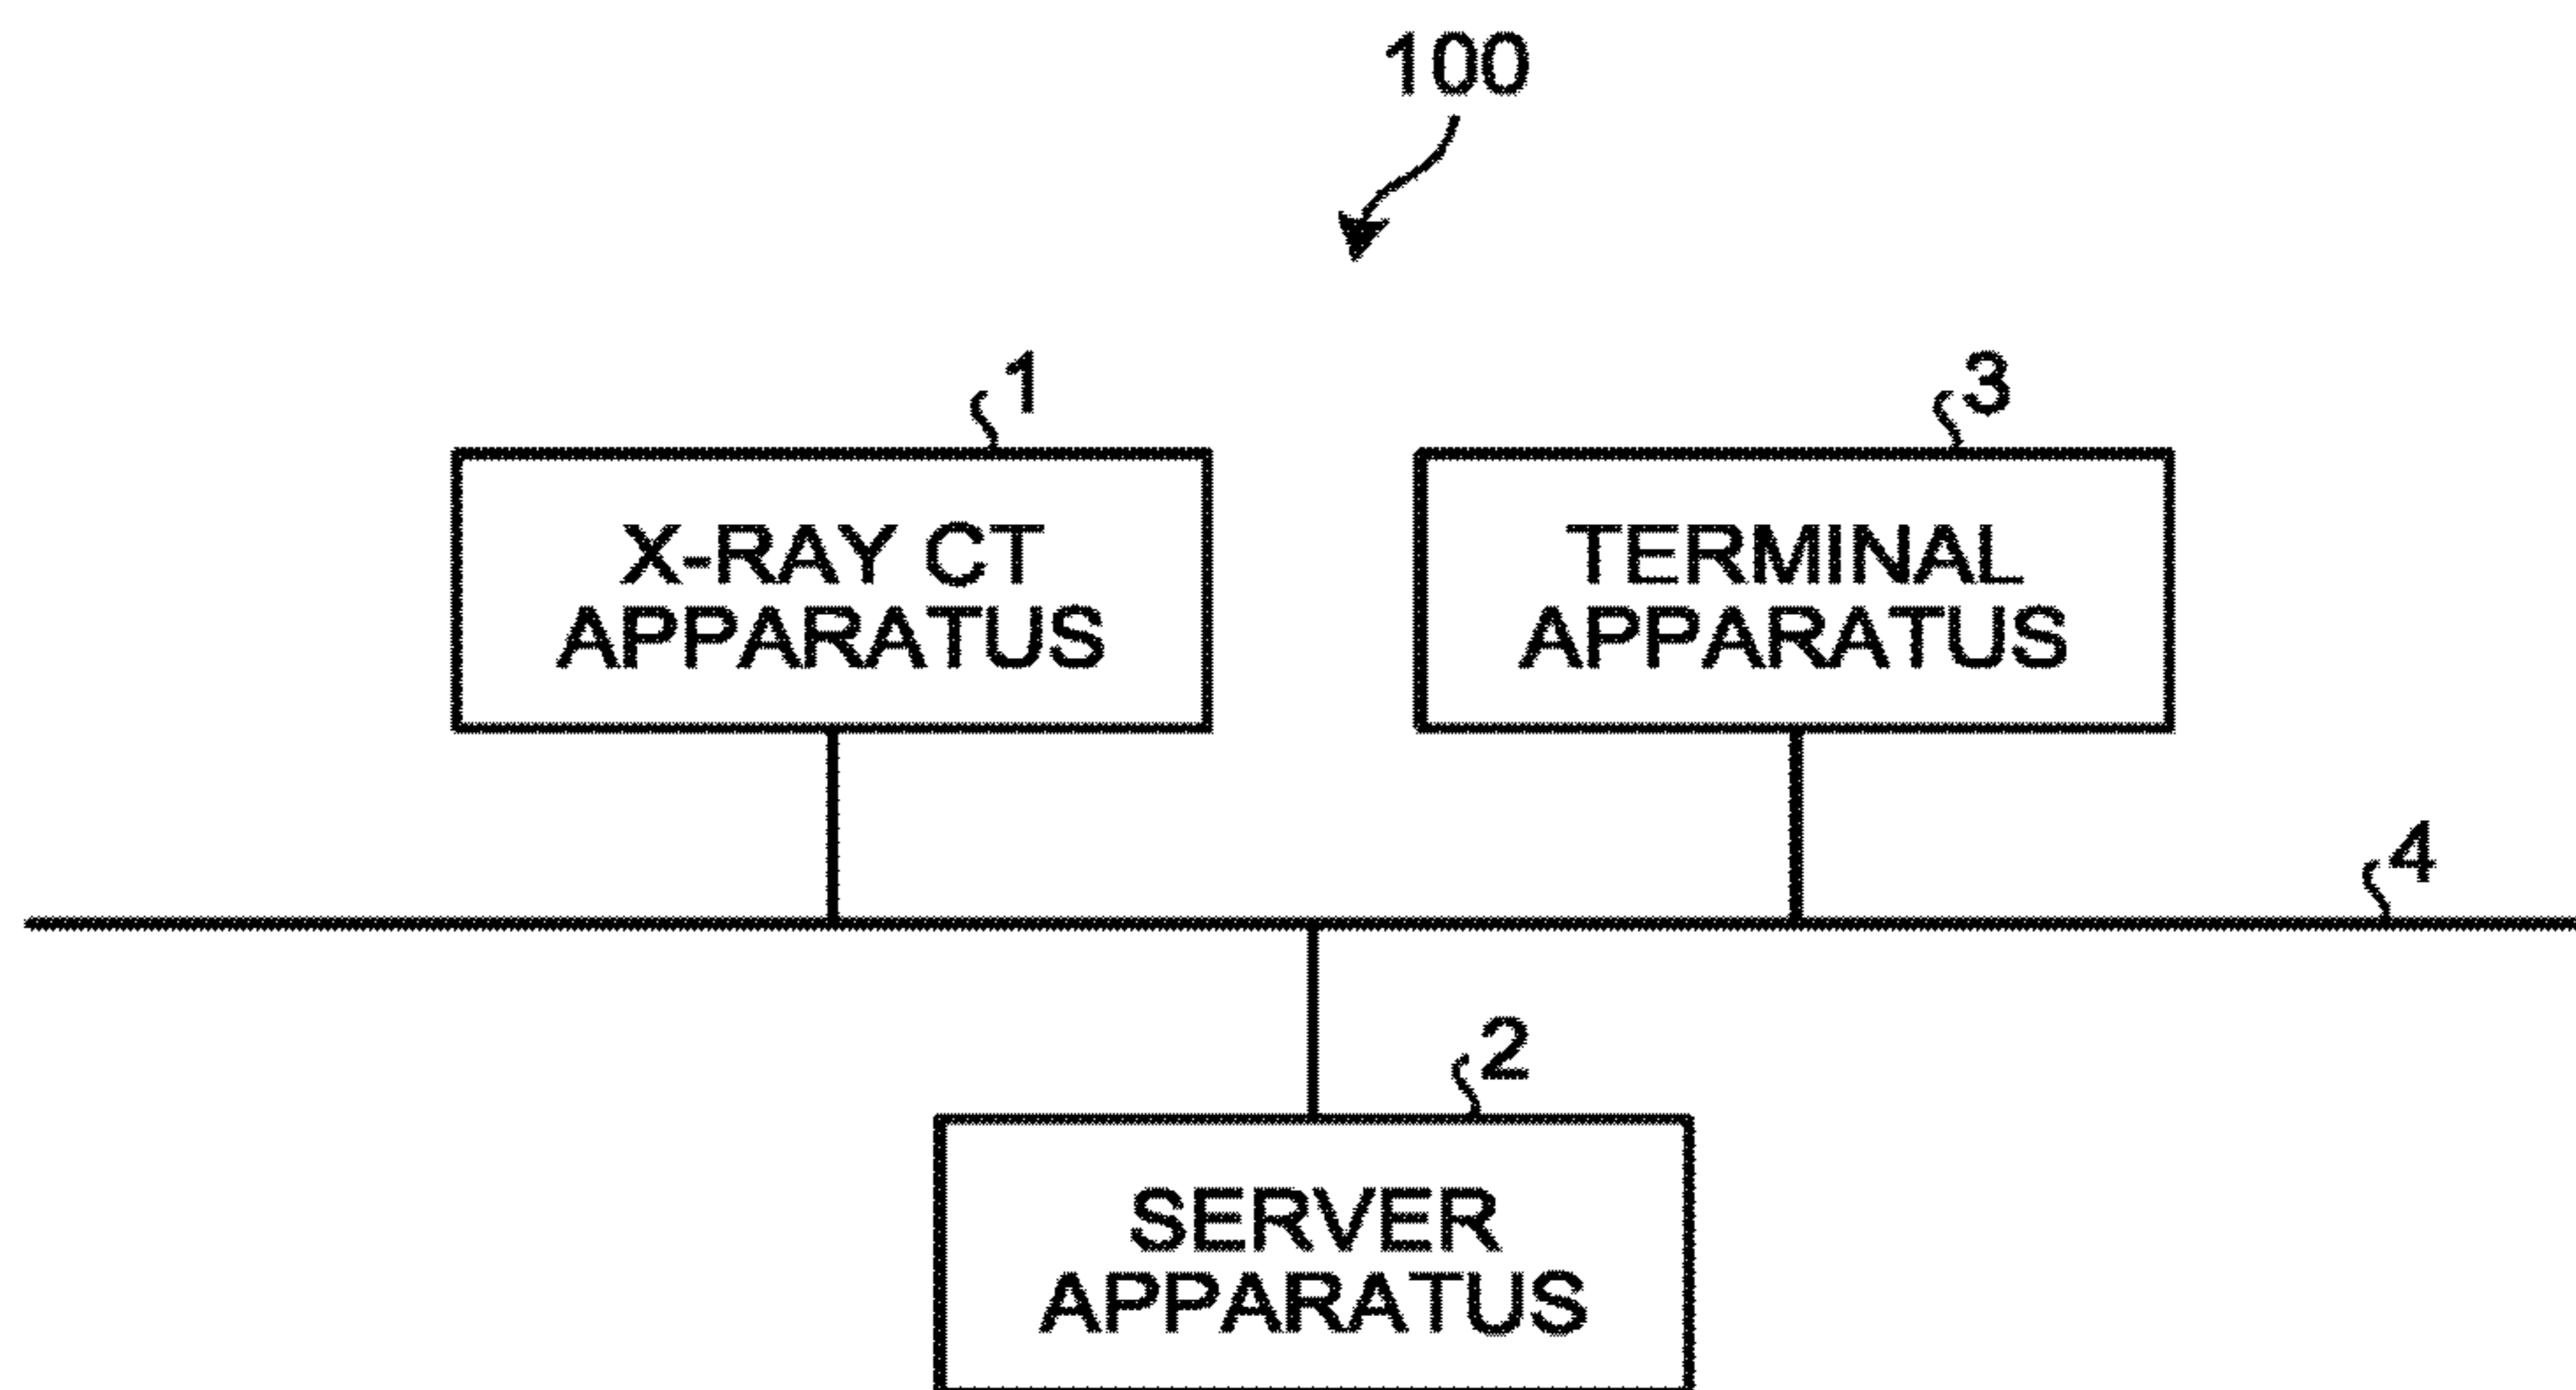 100
1
3
X-RAY CT
APPARATUS
TERMINAL
APPARATUS
4
2
SERVER
APPARATUS